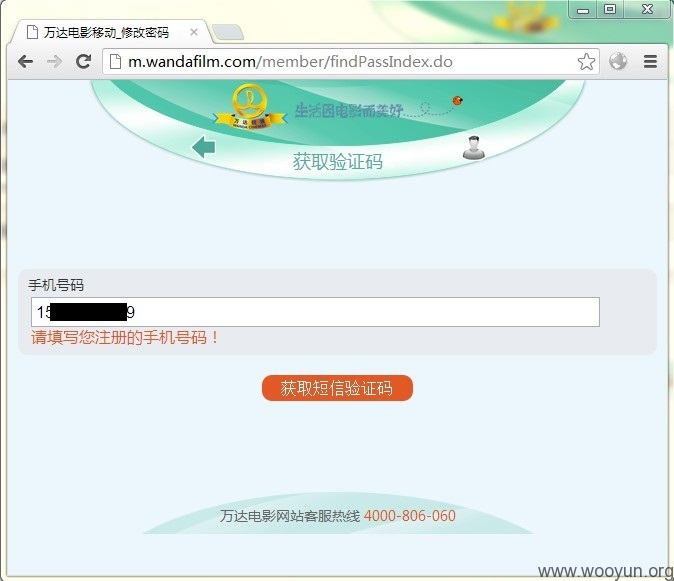 万达电影移动_修改密码
m.wandafilm.com/member/findPassIndex.do
万达影城
生活因电影而美好
获取验证码
手机号码
15 9
请填写您注册的手机号码！
获取短信验证码
万达电影网站客服热线 4000-806-060
www.wooyun.org